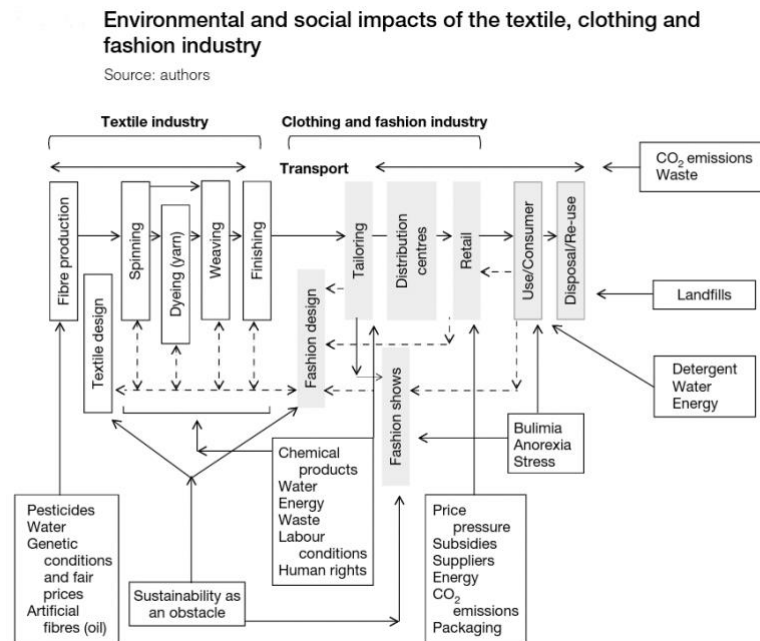 Environmental and social impacts of the textile, clothing and
fashion industry
Source: authors
Textile industry
Clothing and fashion industry
Transport
CO₂ emissions
Waste
Fibre production
Textile design
Spinning
Dyeing (yarn)
Weaving
Finishing
Fashion design
Tailoring
Distribution
centres
Fashion shows
Retail
Use/Consumer
Disposal/Re-use
Landfills
Detergent
Water
Energy
Bulimia
Anorexia
Stress
Chemical
products
Water
Energy
Waste
Labour
conditions
Human rights
Pesticides
Water
Genetic
conditions
and fair
prices
Artificial
fibres (oil)
Sustainability as
an obstacle
Price
pressure
Subsidies
Suppliers
Energy
CO₂
emissions
Packaging